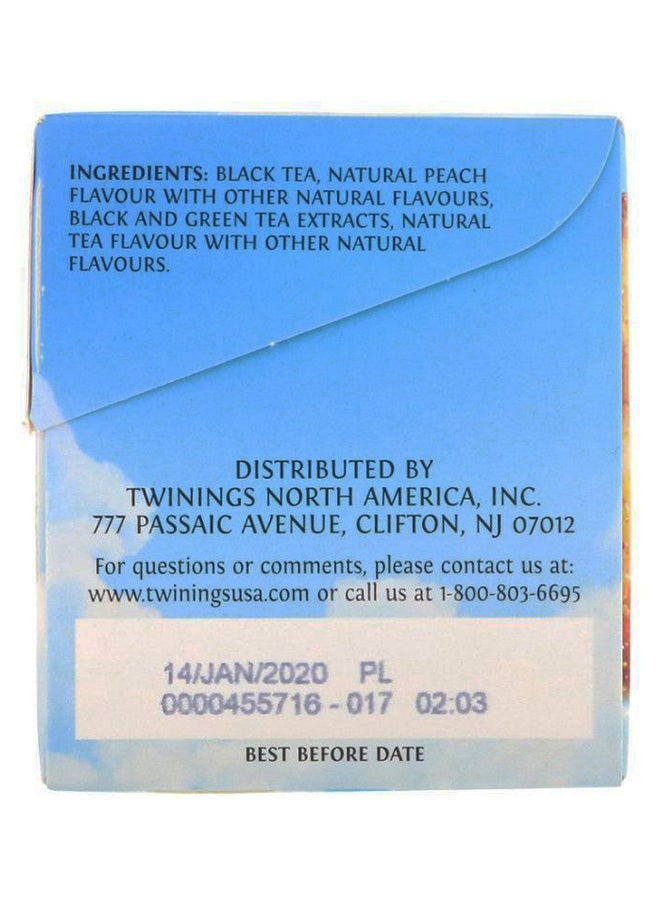 INGREDIENTS: BLACK TEA, NATURAL PEACH
FLAVOUR WITH OTHER NATURAL FLAVOURS,
BLACK AND GREEN TEA EXTRACTS, NATURAL
TEA FLAVOUR WITH OTHER NATURAL
FLAVOURS.
DISTRIBUTED BY
TWININGS NORTH AMERICA, INC.
777 PASSAIC AVENUE, CLIFTON, NJ 07012
For questions or comments, please contact us at:
www.twiningsusa.com or call us at 1-800-803-6695
14/JAN/2020 PL
0000455716 - 017 02:03
BEST BEFORE DATE